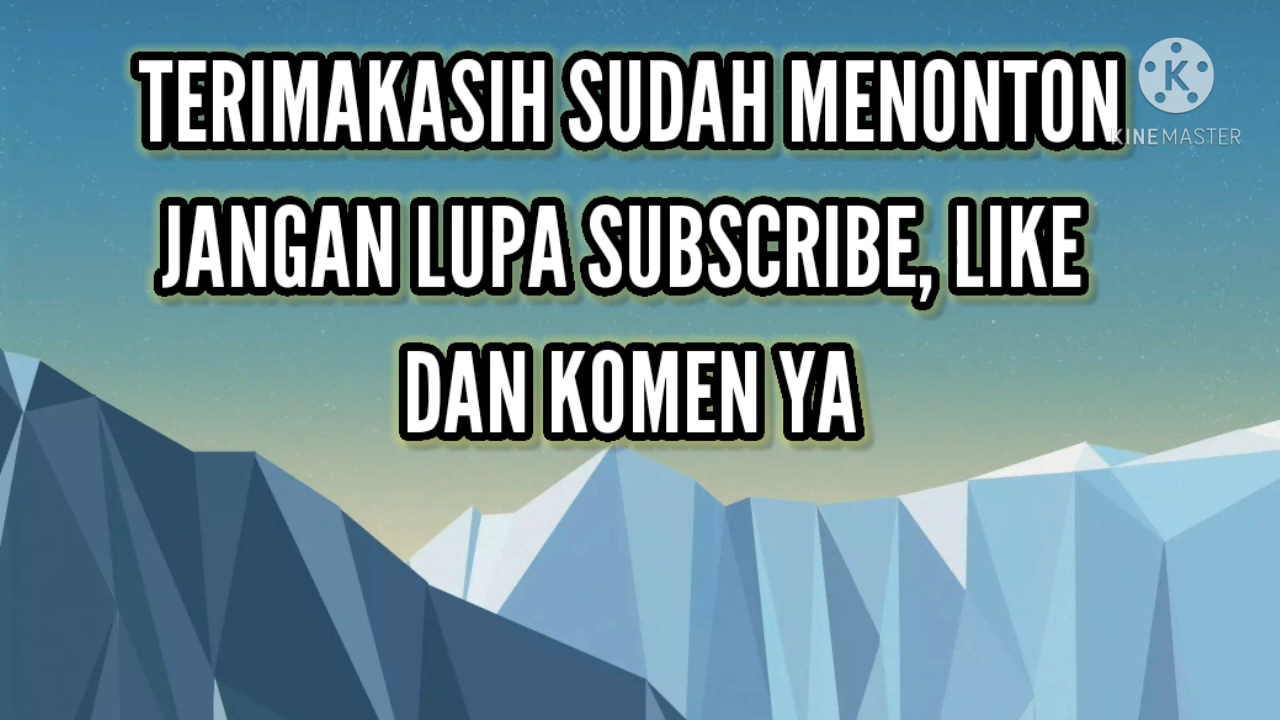 TERIMAKASIH SUDAH MENONTON
JANGAN LUPA SUBSCRIBE, LIKE
DAN KOMEN YA
K
KINEMASTER